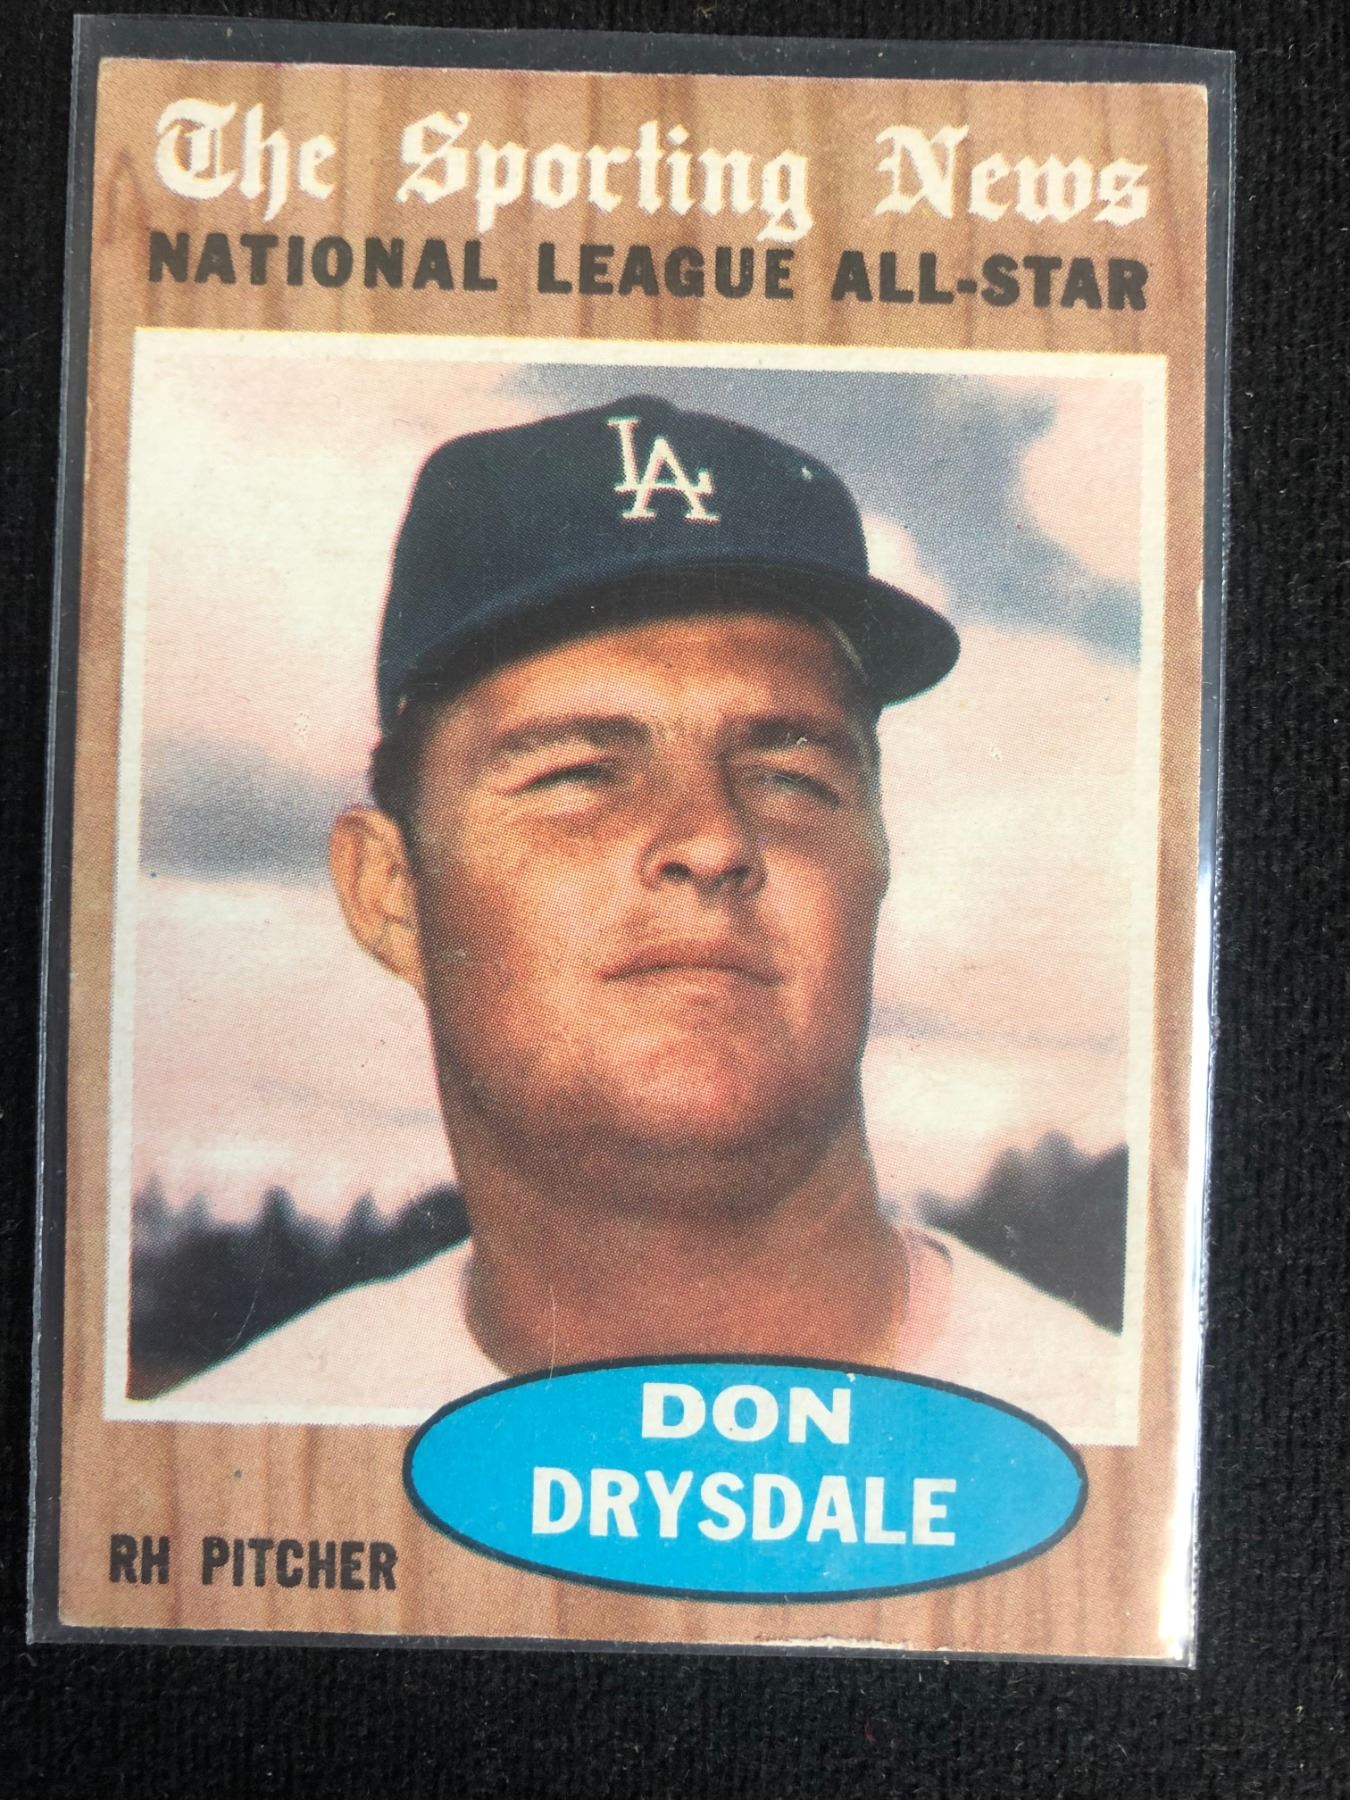 The Sporting News
NATIONAL LEAGUE ALL-STAR
LA
DON
DRYSDALE
RH PITCHER